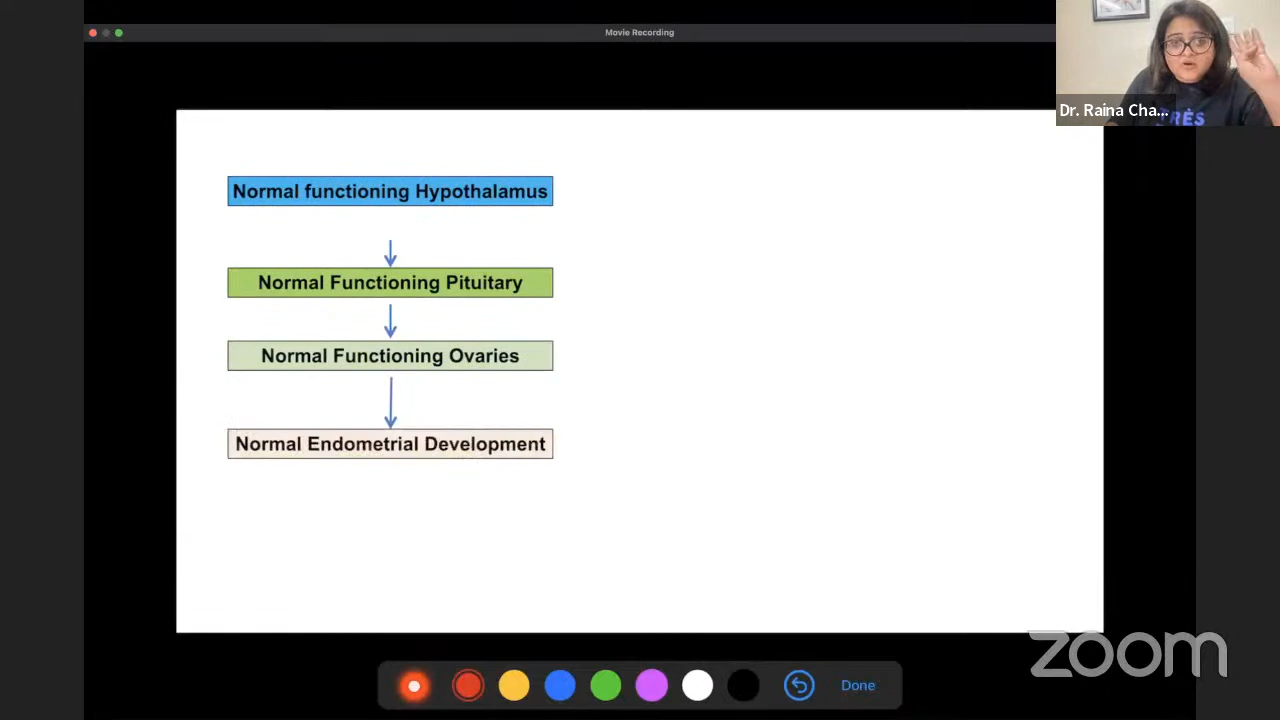 Movie Recording
Dr. Raina Cha...
TRÈS
Normal functioning Hypothalamus
Normal Functioning Pituitary
Normal Functioning Ovaries
Normal Endometrial Development
zoom
Done